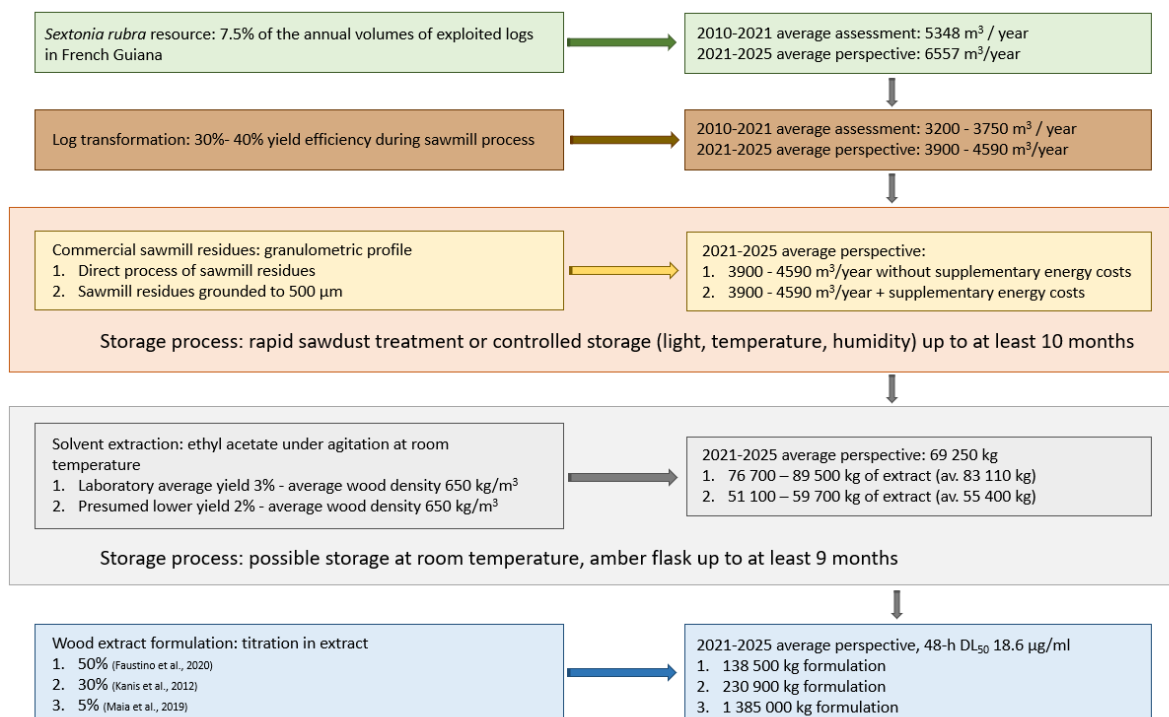 Sextonia rubra resource: 7.5% of the annual volumes of exploited logs
in French Guiana
2010-2021 average assessment: 5348 m³ / year
2021-2025 average perspective: 6557 m³/year
Log transformation: 30%- 40% yield efficiency during sawmill process
2010-2021 average assessment: 3200 - 3750 m³ / year
2021-2025 average perspective: 3900 - 4590 m³/year
Commercial sawmill residues: granulometric profile
1. Direct process of sawmill residues
2. Sawmill residues grounded to 500 μm
2021-2025 average perspective:
1. 3900 - 4590 m³/year without supplementary energy costs
2. 3900 - 4590 m³/year + supplementary energy costs
Storage process: rapid sawdust treatment or controlled storage (light, temperature, humidity) up to at least 10 months
Solvent extraction: ethyl acetate under agitation at room
temperature
1. Laboratory average yield 3% - average wood density 650 kg/m³
2. Presumed lower yield 2% - average wood density 650 kg/m³
2021-2025 average perspective: 69 250 kg
1. 76 700 – 89 500 kg of extract (av. 83 110 kg)
2. 51 100 – 59 700 kg of extract (av. 55 400 kg)
Storage process: possible storage at room temperature, amber flask up to at least 9 months
Wood extract formulation: titration in extract
1. 50% (Faustino et al., 2020)
2. 30% (Kanis et al., 2012)
3. 5% (Maia et al., 2019)
2021-2025 average perspective, 48-h DL₅₀ 18.6 μg/ml
1. 138 500 kg formulation
2. 230 900 kg formulation
3. 1 385 000 kg formulation